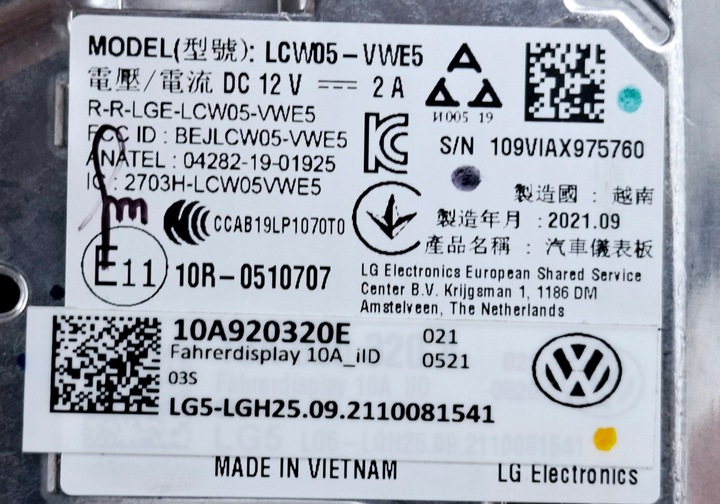 MODEL(型號): LCW05-VWE5
電壓/電流 DC 12 V ⎓ 2 A
R-R-LGE-LCW05-VWE5
FCC ID : BEJLCW05-VWE5
ANATEL : 04282-19-01925
IC : 2703H-LCW05VWE5
И005 19
S/N 109VIAX975760
製造國 : 越南
製造年月 : 2021.09
產品名稱 : 汽車儀表板
CCAB19LP1070T0
E11 10R-0510707
LG Electronics European Shared Service
Center B.V. Krijgsman 1, 1186 DM
Amstelveen, The Netherlands
10A920320E 021
Fahrerdisplay 10A_iID 0521
03S
LG5-LGH25.09.2110081541
MADE IN VIETNAM LG Electronics